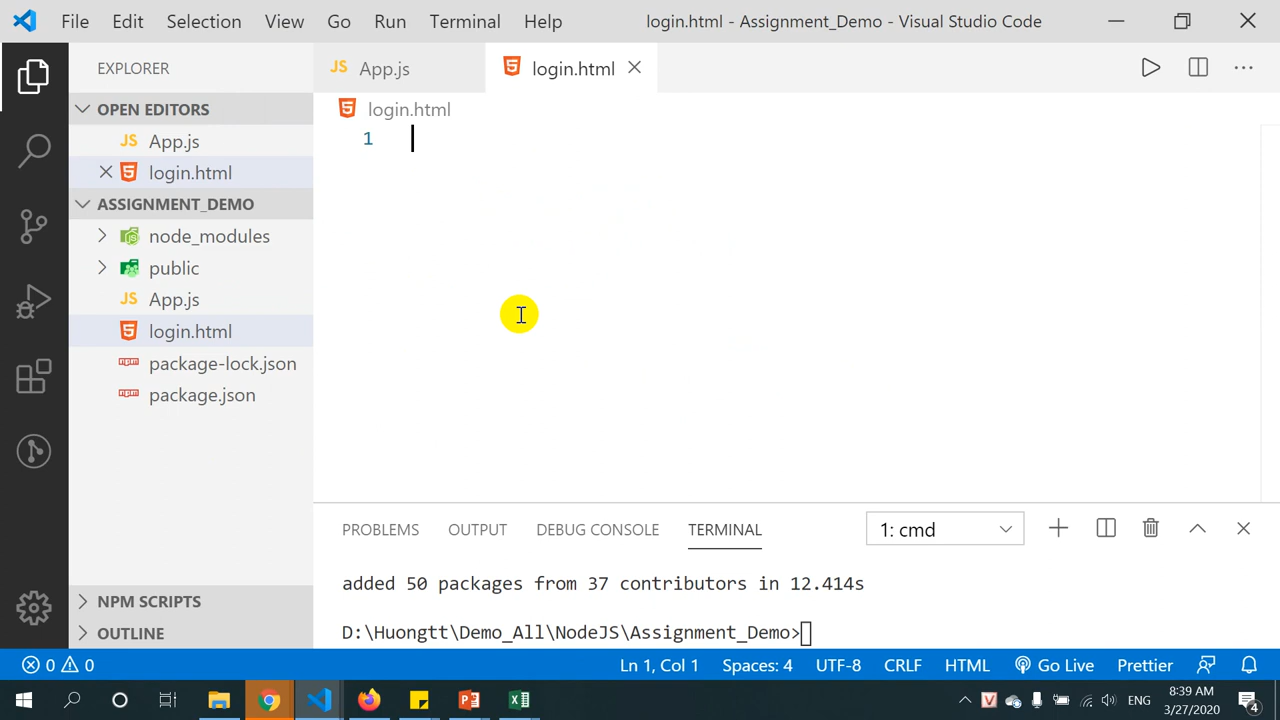 File Edit Selection View Go Run Terminal Help login.html - Assignment_Demo - Visual Studio Code
EXPLORER
JS App.js
login.html
OPEN EDITORS
JS App.js
login.html
ASSIGNMENT_DEMO
node_modules
public
JS App.js
login.html
package-lock.json
package.json
NPM SCRIPTS
OUTLINE
login.html
1
PROBLEMS OUTPUT DEBUG CONSOLE TERMINAL 1: cmd
added 50 packages from 37 contributors in 12.414s
D:\Huongtt\Demo_All\NodeJS\Assignment_Demo>
0 0 Ln 1, Col 1 Spaces: 4 UTF-8 CRLF HTML Go Live Prettier
ENG 8:39 AM
3/27/2020 4